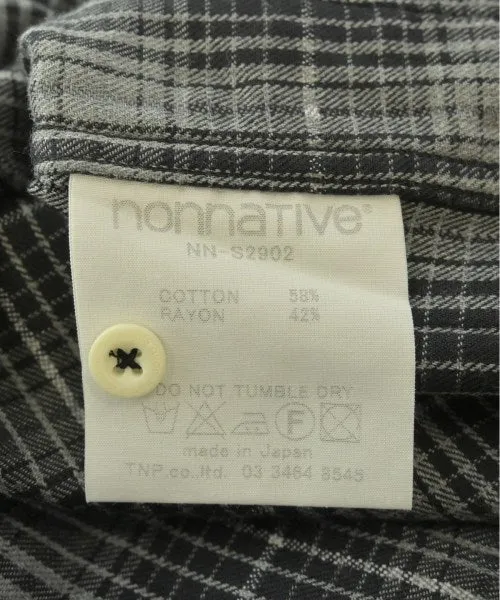 nonnative®
NN-S2902
COTTON 58%
RAYON 42%
DO NOT TUMBLE DRY
F
made in Japan
TNP.co.,ltd. 03 3464 8545